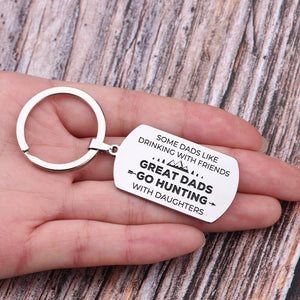 SOME DADS LIKE
DRINKING WITH FRIENDS
GREAT DADS
GO HUNTING
WITH DAUGHTERS